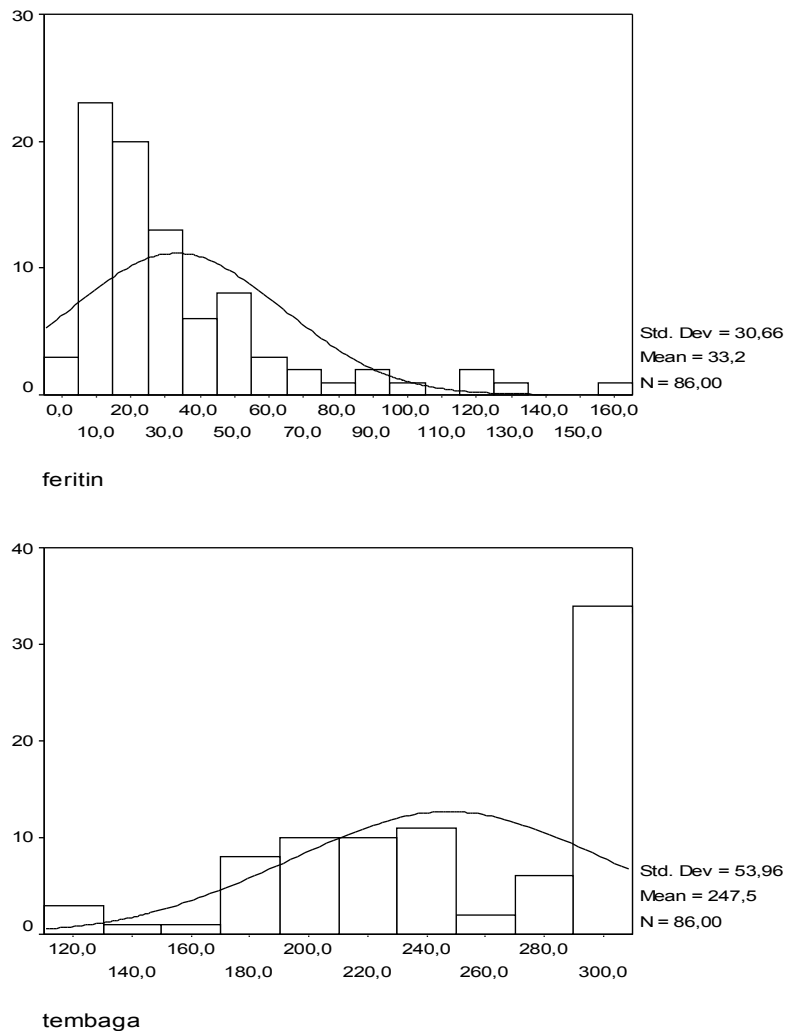 30
20
10
0
0,0 20,0 40,0 60,0 80,0 100,0 120,0 140,0 160,0
10,0 30,0 50,0 70,0 90,0 110,0 130,0 150,0
Std. Dev = 30,66
Mean = 33,2
N = 86,00
feritin
40
30
20
10
0
120,0 160,0 200,0 240,0 280,0
140,0 180,0 220,0 260,0 300,0
Std. Dev = 53,96
Mean = 247,5
N = 86,00
tembaga